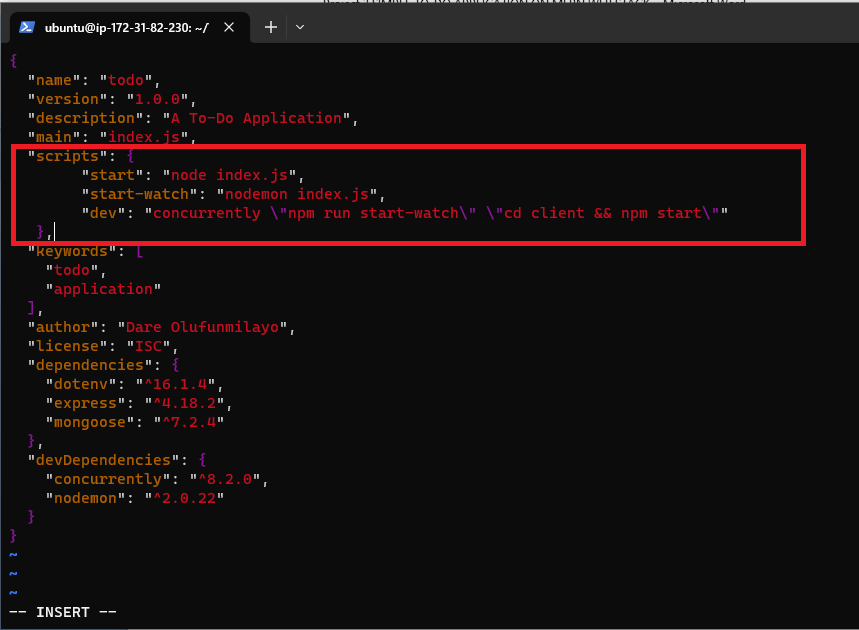 ubuntu@ip-172-31-82-230: ~/
{
  "name": "todo",
  "version": "1.0.0",
  "description": "A To-Do Application",
  "main": "index.js",
  "scripts": {
        "start": "node index.js",
        "start-watch": "nodemon index.js",
        "dev": "concurrently \"npm run start-watch\" \"cd client && npm start\""
   },
  "keywords": [
    "todo",
    "application"
  ],
  "author": "Dare Olufunmilayo",
  "license": "ISC",
  "dependencies": {
    "dotenv": "^16.1.4",
    "express": "^4.18.2",
    "mongoose": "^7.2.4"
  },
  "devDependencies": {
    "concurrently": "^8.2.0",
    "nodemon": "^2.0.22"
  }
}
~
~
~
-- INSERT --